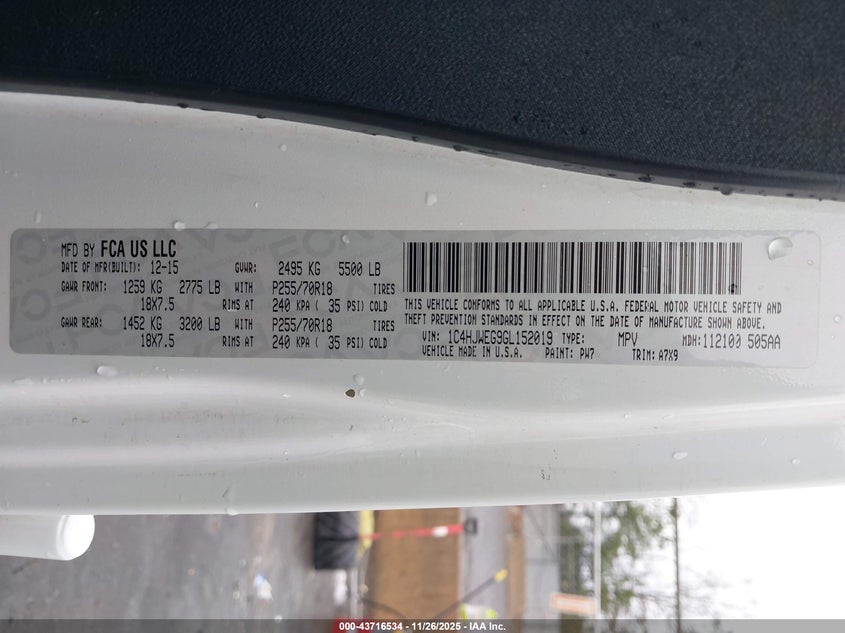 MFD BY FCA US LLC
DATE OF MFR(BUILT): 12-15 GVWR: 2495 KG 5500 LB
GAWR FRONT: 1259 KG 2775 LB WITH P255/70R18 TIRES
18X7.5 RIMS AT 240 KPA ( 35 PSI) COLD
GAWR REAR: 1452 KG 3200 LB WITH P255/70R18 TIRES
18X7.5 RIMS AT 240 KPA ( 35 PSI) COLD
THIS VEHICLE CONFORMS TO ALL APPLICABLE U.S.A. FEDERAL MOTOR VEHICLE SAFETY AND
THEFT PREVENTION STANDARDS IN EFFECT ON THE DATE OF MANUFACTURE SHOWN ABOVE.
VIN: 1C4HJWEG9GL152019 TYPE: MPV MDH: 112100 505AA
VEHICLE MADE IN U.S.A. PAINT: PW7 TRIM: A7X9
000-43716534 - 11/26/2025 - IAA Inc.